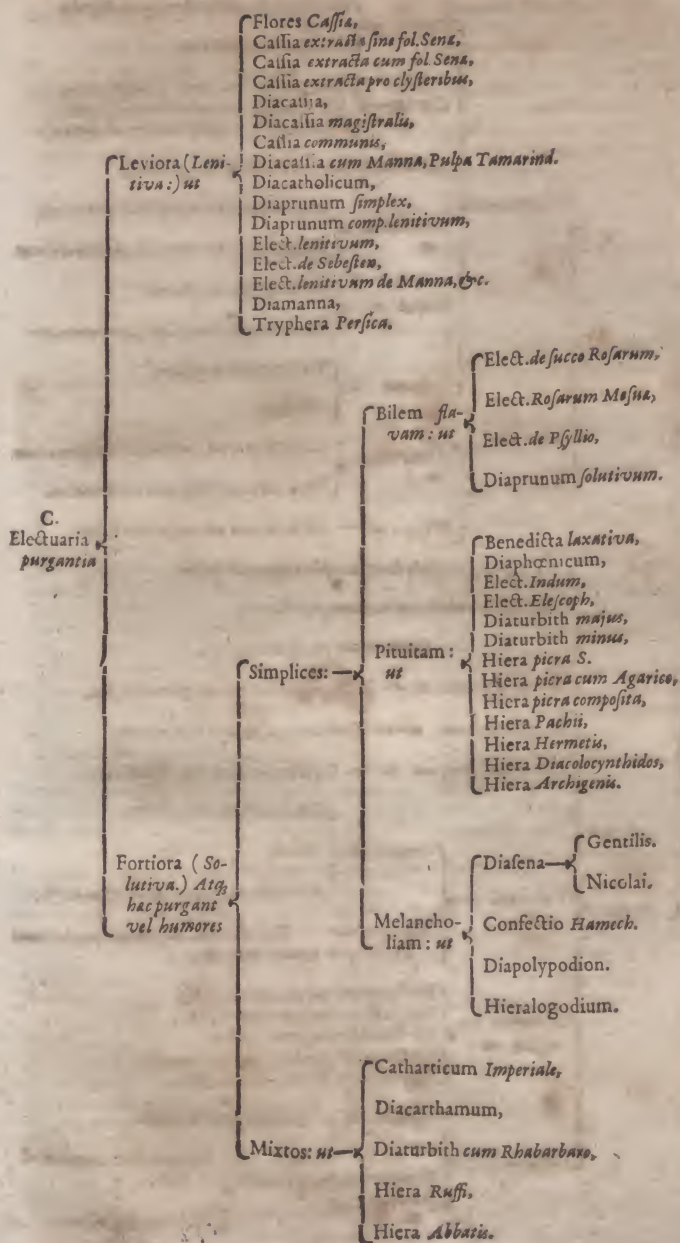 C.
Electuaria
purgantia
Leviora (Leni-
tiva:) ut
Flores Cassiæ,
Cassia extracta sine fol. Senæ,
Cassia extracta cum fol. Senæ,
Cassia extracta pro clysteribus,
Diacassia,
Diacassia magistralis,
Cassia communis,
Diacassia cum Manna, Pulpa Tamarind.
Diacatholicum,
Diaprunum simplex,
Diaprunum comp. lenitivum,
Elect. lenitivum,
Elect. de Sebesten,
Elect. lenitivum de Manna, &c.
Diamanna,
Tryphera Persica.
Fortiora (So-
lutiva.) Atq;
hac purgant
vel humores
Simplices:
Bilem fla-
vam: ut
Elect. de succo Rosarum,
Elect. Rosarum Mesuæ,
Elect. de Psyllio,
Diaprunum solutivum.
Pituitam:
ut
Benedicta laxativa,
Diaphœnicum,
Elect. Indum,
Elect. Elescoph,
Diaturbith majus,
Diaturbith minus,
Hiera picra S.
Hiera picra cum Agarico,
Hiera picra composita,
Hiera Pachii,
Hiera Hermetis,
Hiera Diacolocynthidos,
Hiera Archigenis.
Melancho-
liam: ut
Diasena
Gentilis.
Nicolai.
Confectio Hamech.
Diapolypodion.
Hieralogodium.
Mixtos: ut
Catharticum Imperiale,
Diacarthamum,
Diaturbith cum Rhabarbaro,
Hiera Ruffi,
Hiera Abbatis.